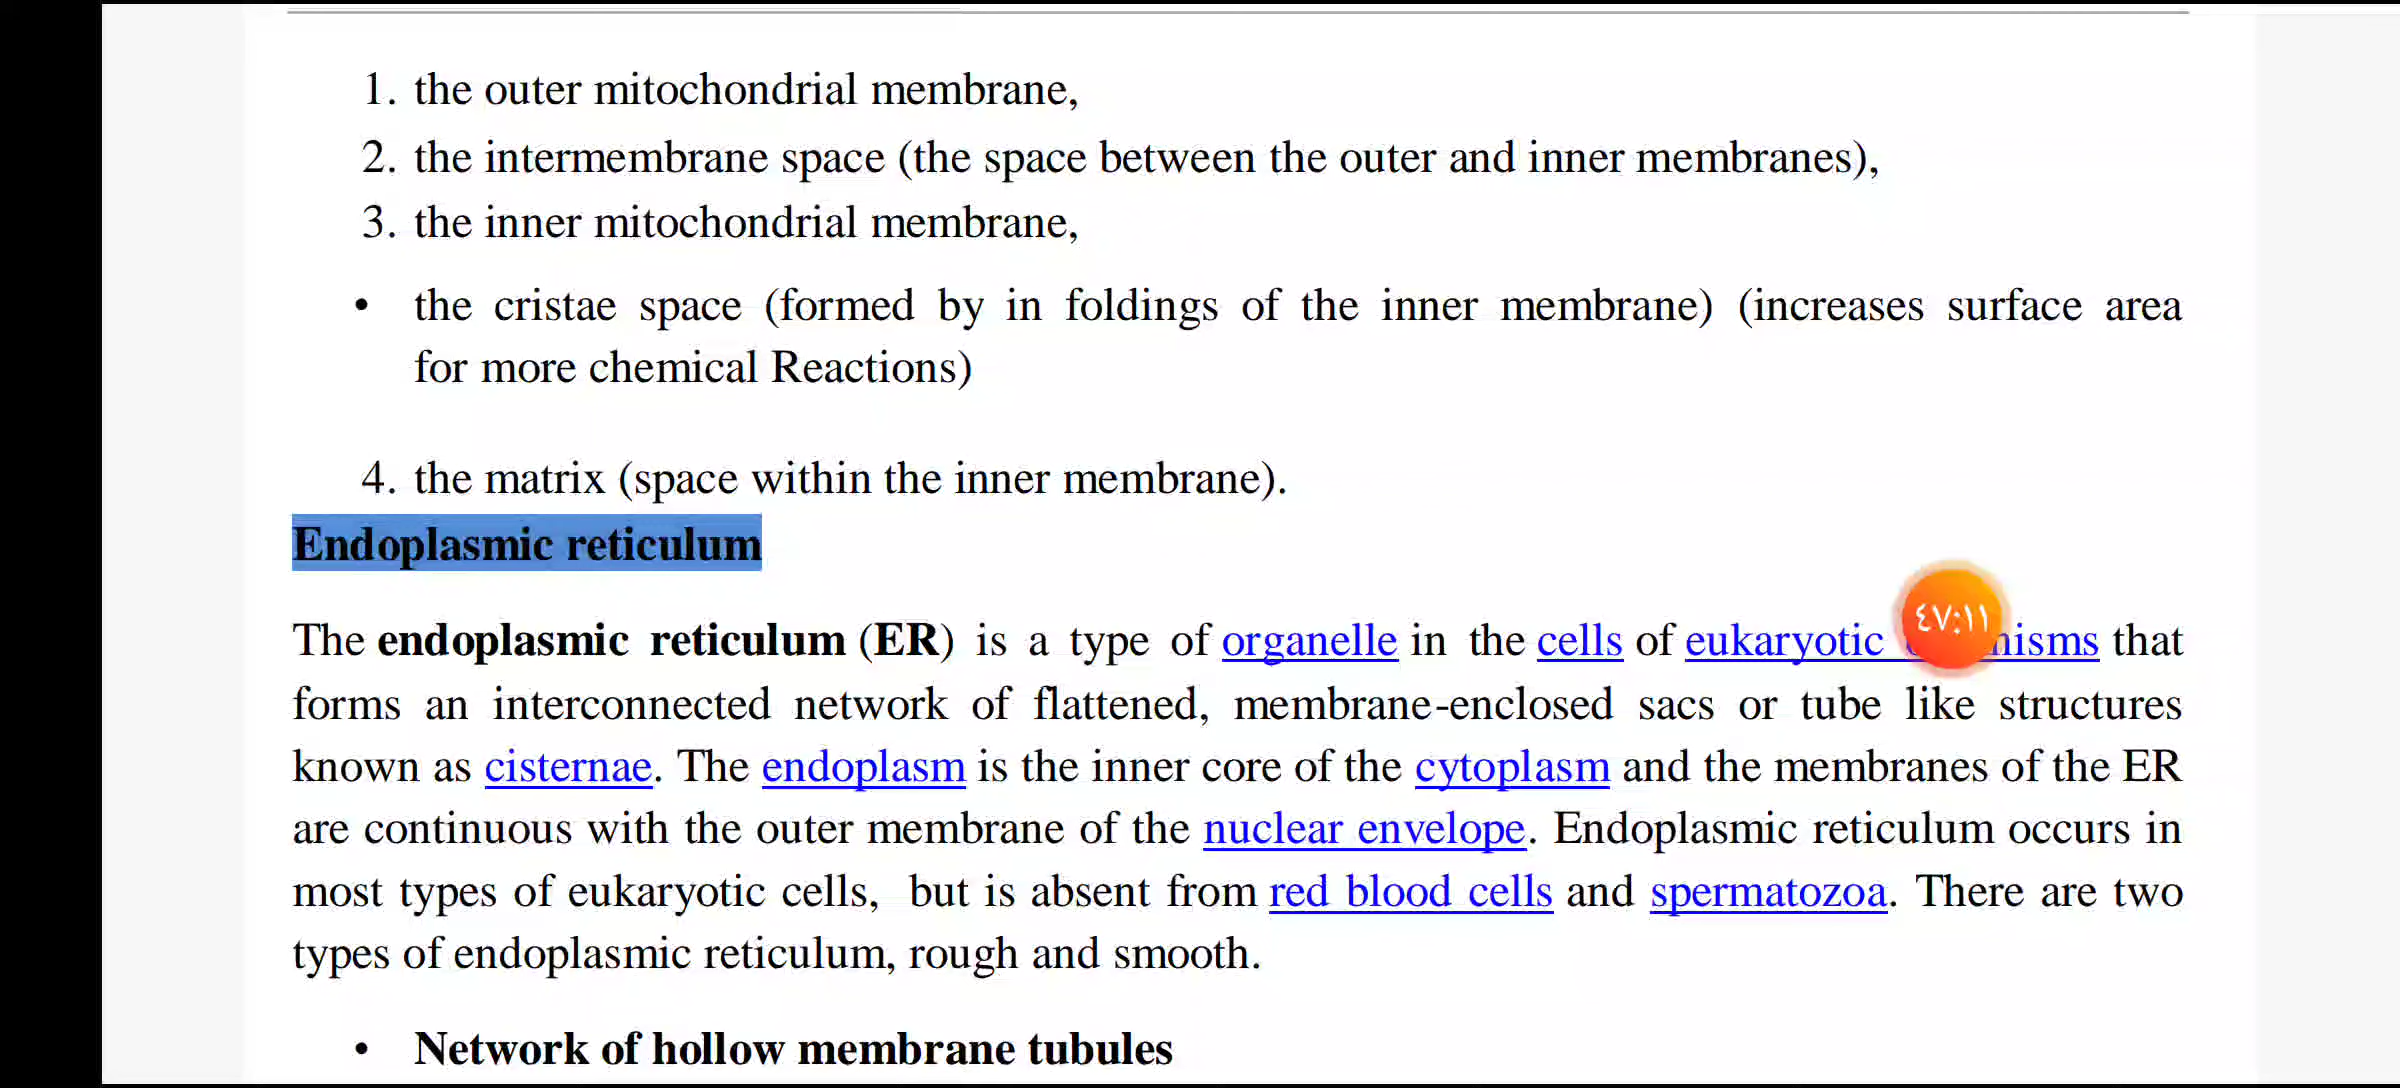 1. the outer mitochondrial membrane,
2. the intermembrane space (the space between the outer and inner membranes),
3. the inner mitochondrial membrane,
• the cristae space (formed by in foldings of the inner membrane) (increases surface area
for more chemical Reactions)
4. the matrix (space within the inner membrane).
Endoplasmic reticulum
The endoplasmic reticulum (ER) is a type of organelle in the cells of eukaryotic that
٤٧:١١
forms an interconnected network of flattened, membrane-enclosed sacs or tube like structures
known as cisternae. The endoplasm is the inner core of the cytoplasm and the membranes of the ER
are continuous with the outer membrane of the nuclear envelope. Endoplasmic reticulum occurs in
most types of eukaryotic cells, but is absent from red blood cells and spermatozoa. There are two
types of endoplasmic reticulum, rough and smooth.
• Network of hollow membrane tubules